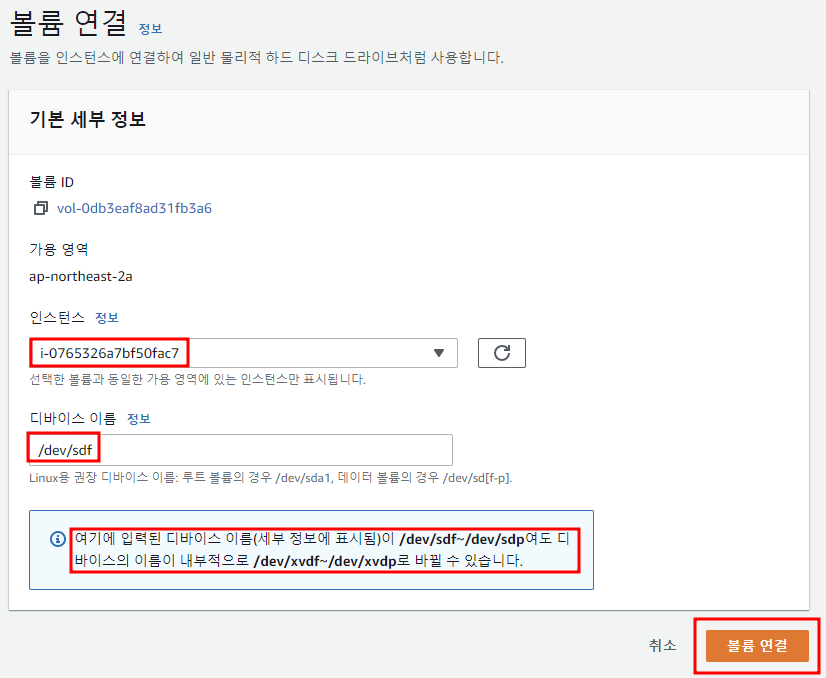 볼륨 연결 정보
볼륨을 인스턴스에 연결하여 일반 물리적 하드 디스크 드라이브처럼 사용합니다.
기본 세부 정보
볼륨 ID
vol-0db3eaf8ad31fb3a6
가용 영역
ap-northeast-2a
인스턴스 정보
i-0765326a7bf50fac7
선택한 볼륨과 동일한 가용 영역에 있는 인스턴스만 표시됩니다.
디바이스 이름 정보
/dev/sdf
Linux용 권장 디바이스 이름: 루트 볼륨의 경우 /dev/sda1, 데이터 볼륨의 경우 /dev/sd[f-p].
여기에 입력된 디바이스 이름(세부 정보에 표시됨)이 /dev/sdf~/dev/sdp여도 디
바이스의 이름이 내부적으로 /dev/xvdf~/dev/xvdp로 바뀔 수 있습니다.
취소 볼륨 연결